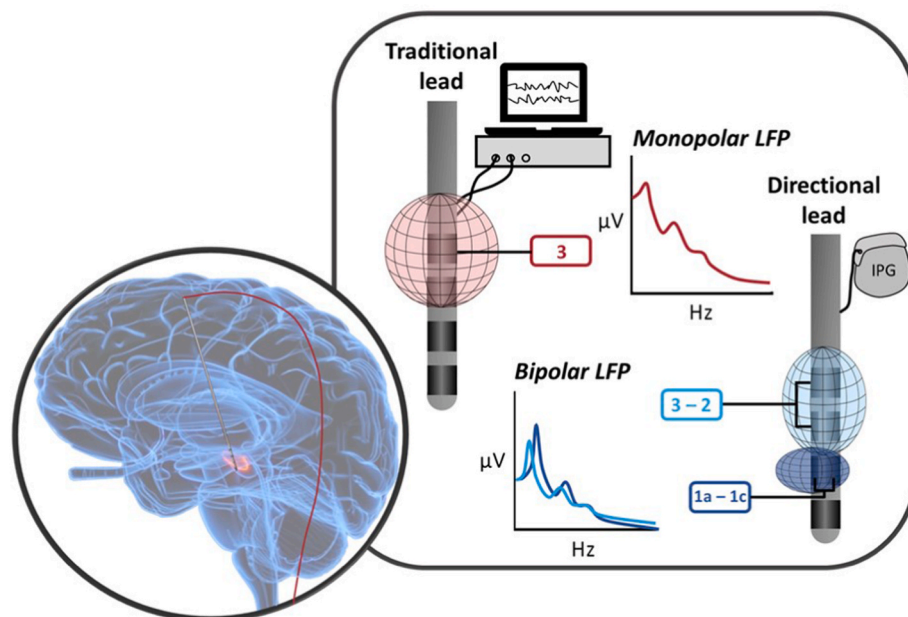 Traditional
lead
Monopolar LFP
Directional
lead
3
µV
Hz
IPG
Bipolar LFP
3 – 2
µV
1a – 1c
Hz